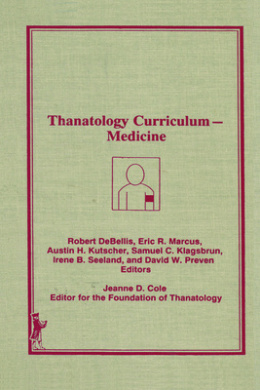 Thanatology Curriculum—
Medicine
Robert DeBellis, Eric R. Marcus,
Austin H. Kutscher, Samuel C. Klagsbrun,
Irene B. Seeland, and David W. Preven
Editors
Jeanne D. Cole
Editor for the Foundation of Thanatology